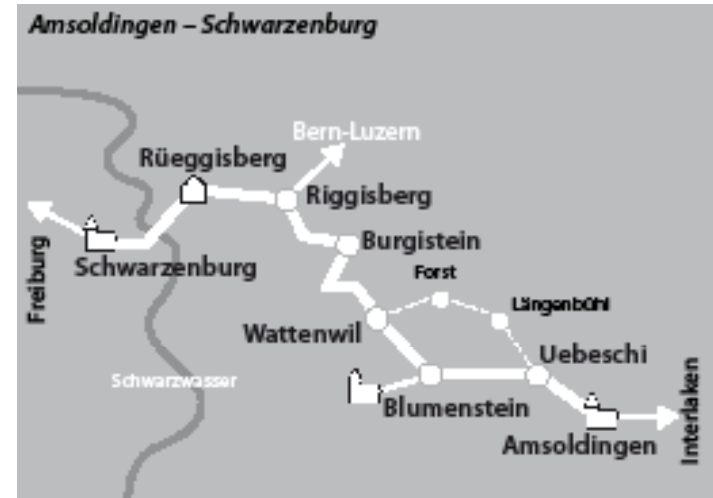 Amsoldingen – Schwarzenburg
Bern-Luzern
Rüeggisberg
Riggisberg
Burgistein
Schwarzenburg
Freiburg
Forst
Längenbühl
Wattenwil
Uebeschi
Schwarzwasser
Blumenstein
Amsoldingen
Interlaken